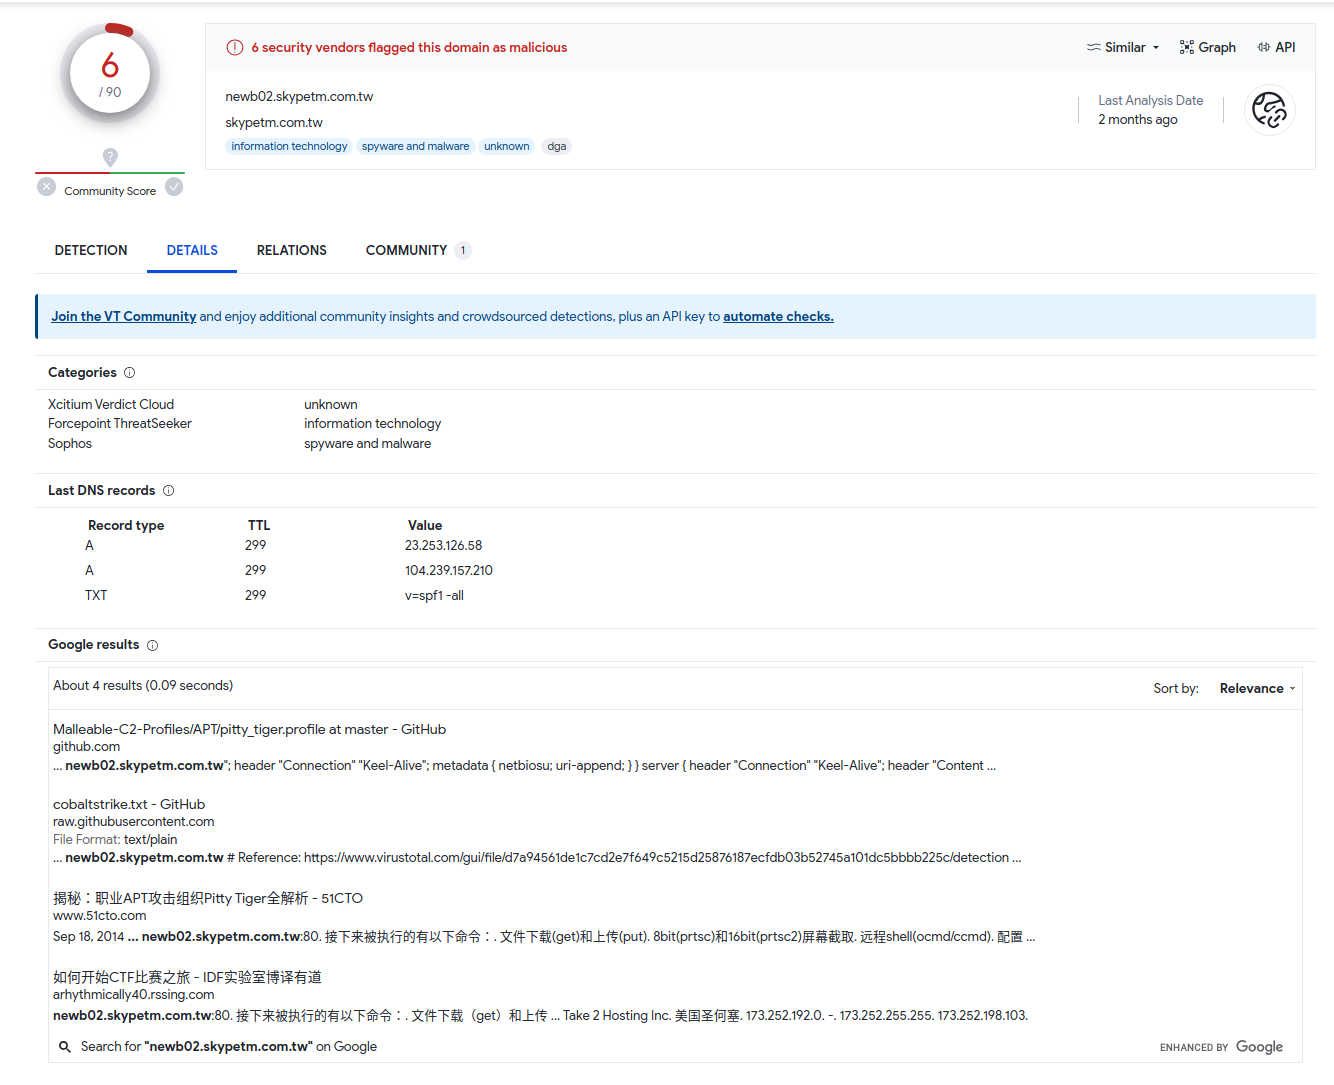 6
/ 90
?
Community Score
6 security vendors flagged this domain as malicious
Similar
Graph
API
newb02.skypetm.com.tw
skypetm.com.tw
information technology spyware and malware unknown dga
Last Analysis Date
2 months ago
DETECTION DETAILS RELATIONS COMMUNITY 1
Join the VT Community and enjoy additional community insights and crowdsourced detections, plus an API key to automate checks.
Categories
Xcitium Verdict Cloud unknown
Forcepoint ThreatSeeker information technology
Sophos spyware and malware
Last DNS records
Record type TTL Value
A 299 23.253.126.58
A 299 104.239.157.210
TXT 299 v=spf1 -all
Google results
About 4 results (0.09 seconds)
Sort by: Relevance
Malleable-C2-Profiles/APT/pitty_tiger.profile at master - GitHub
github.com
... newb02.skypetm.com.tw"; header "Connection" "Keel-Alive"; metadata { netbiosu; uri-append; } } server { header "Connection" "Keel-Alive"; header "Content ...
cobaltstrike.txt - GitHub
raw.githubusercontent.com
File Format: text/plain
... newb02.skypetm.com.tw # Reference: https://www.virustotal.com/gui/file/d7a94561de1c7cd2e7f649c5215d25876187ecfdb03b52745a101dc5bbbb225c/detection ...
揭秘：职业APT攻击组织Pitty Tiger全解析 - 51CTO
www.51cto.com
Sep 18, 2014 ... newb02.skypetm.com.tw:80. 接下来被执行的有以下命令：. 文件下载(get)和上传(put). 8bit(prtsc)和16bit(prtsc2)屏幕截取. 远程shell(ocmd/ccmd). 配置 ...
如何开始CTF比赛之旅 - IDF实验室博译有道
arhythmically40.rssing.com
newb02.skypetm.com.tw:80. 接下来被执行的有以下命令：. 文件下载（get）和上传 ... Take 2 Hosting Inc. 美国圣何塞. 173.252.192.0. -. 173.252.255.255. 173.252.198.103.
Search for "newb02.skypetm.com.tw" on Google
ENHANCED BY Google